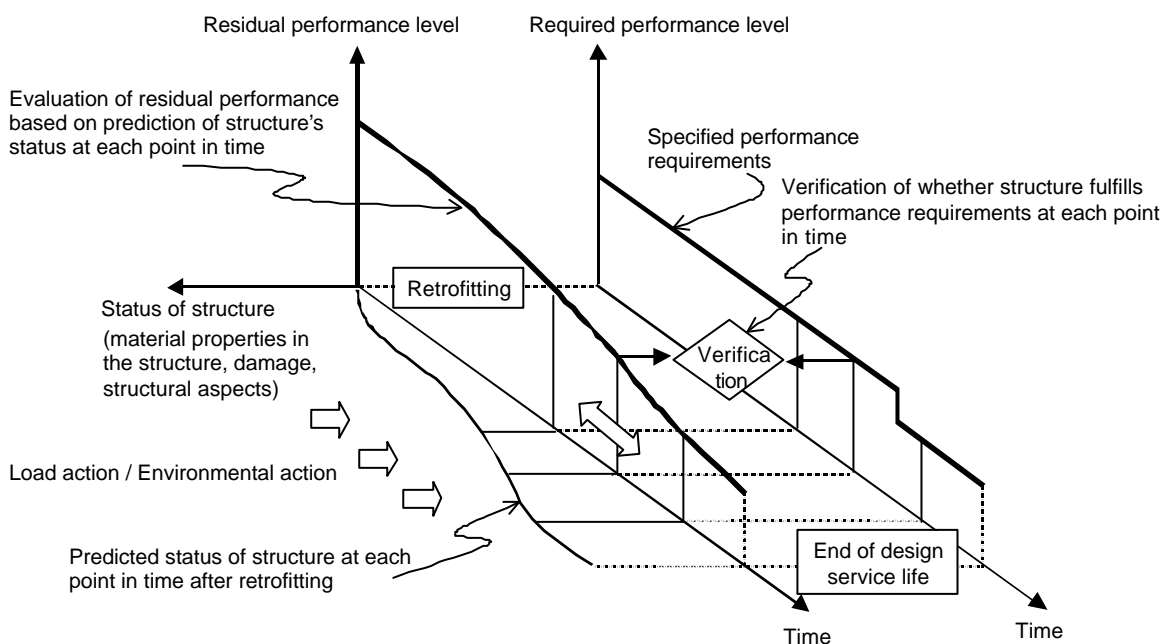 Residual performance level
Required performance level
Evaluation of residual performance
based on prediction of structure's
status at each point in time
Specified performance
requirements
Verification of whether structure fulfills
performance requirements at each point
in time
Retrofitting
Status of structure
(material properties in
the structure, damage,
structural aspects)
Verifica
tion
Load action / Environmental action
Predicted status of structure at each
point in time after retrofitting
End of design
service life
Time
Time